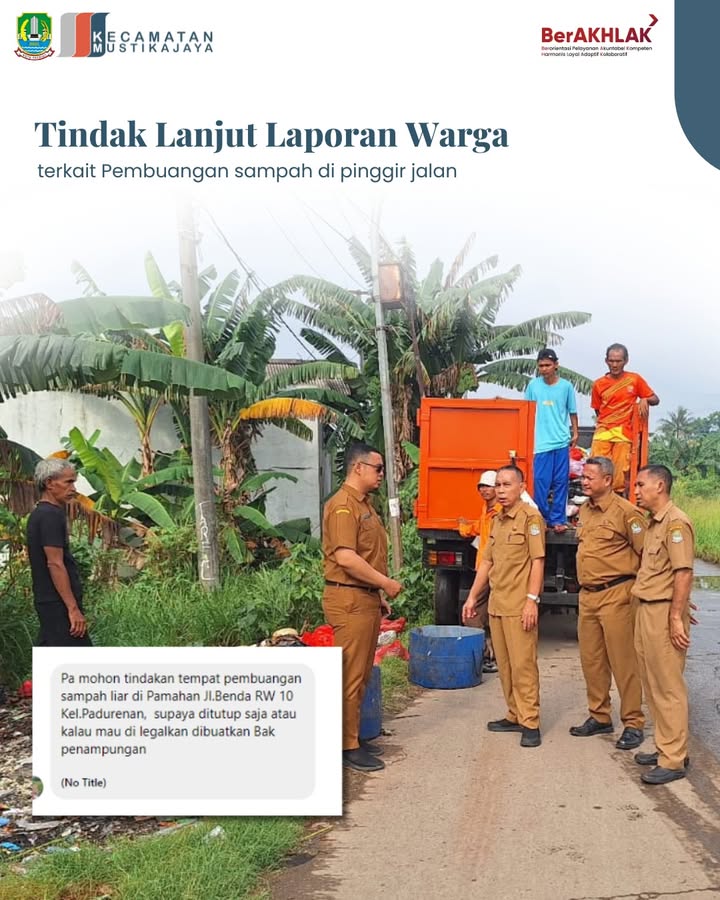 KECAMATAN
MUSTIKAJAYA
BerAKHLAK
Berorientasi Pelayanan Akuntabel Kompeten
Harmonis Loyal Adaptif Kolaboratif
Tindak Lanjut Laporan Warga
terkait Pembuangan sampah di pinggir jalan
Pa mohon tindakan tempat pembuangan
sampah liar di Pamahan Jl.Benda RW 10
Kel.Padurenan, supaya ditutup saja atau
kalau mau di legalkan dibuatkan Bak
penampungan
(No Title)